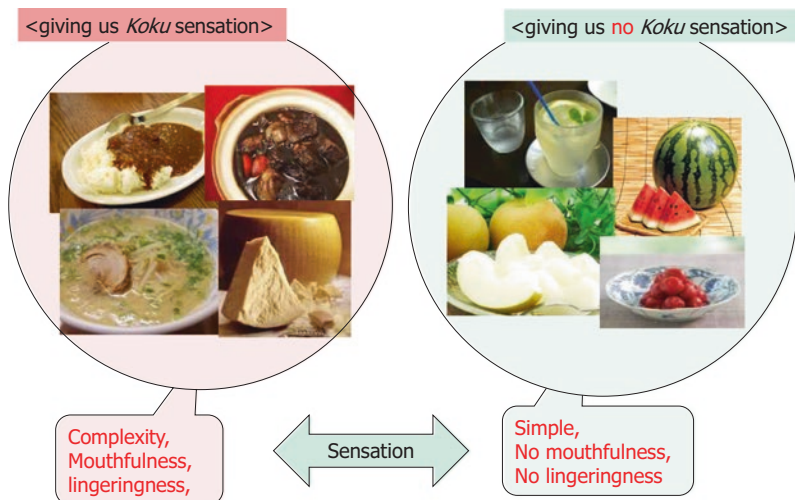 <giving us Koku sensation>
<giving us no Koku sensation>
Complexity,
Mouthfulness,
lingeringness,
Sensation
Simple,
No mouthfulness,
No lingeringness